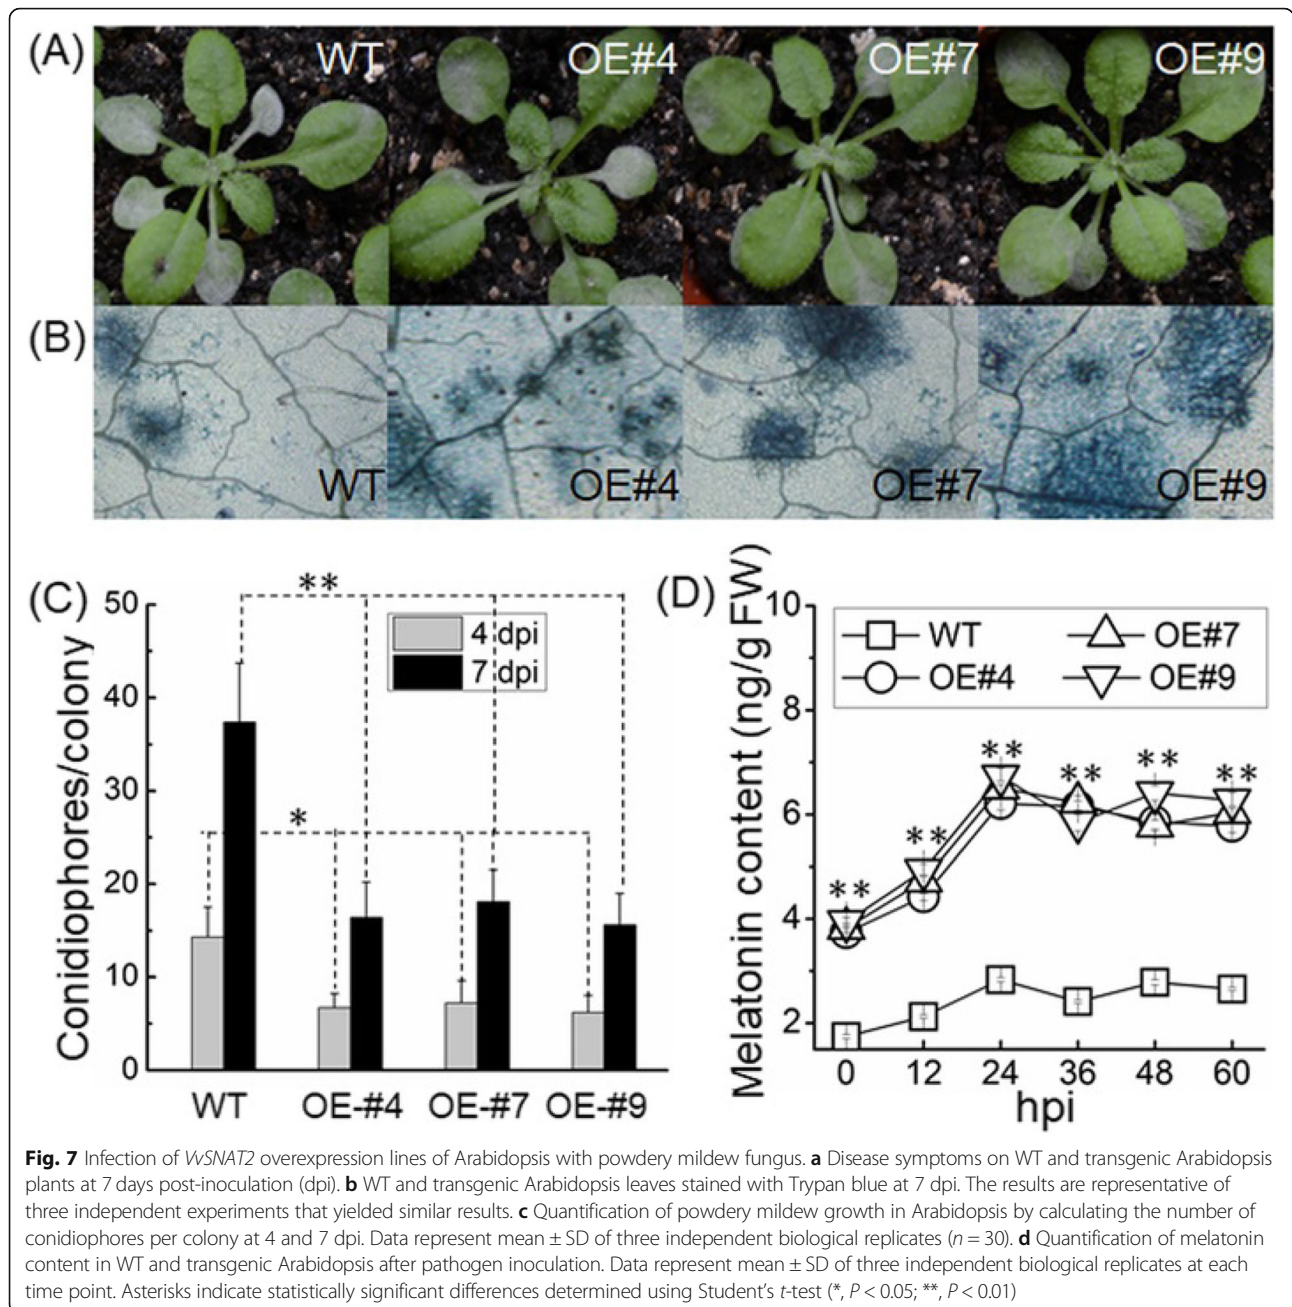 (A)
WT
OE#4
OE#7
OE#9
(B)
WT
OE#4
OE#7
OE#9
(C)
**
50
4 dpi
7 dpi
40
30
*
20
10
0
Conidiophores/colony
WT
OE-#4
OE-#7
OE-#9
(D)
10
WT
OE#7
OE#4
OE#9
8
**
**
**
**
6
**
**
4
2
Melatonin content (ng/g FW)
0
12
24
36
48
60
hpi
Fig. 7 Infection of VvSNAT2 overexpression lines of Arabidopsis with powdery mildew fungus. a Disease symptoms on WT and transgenic Arabidopsis
plants at 7 days post-inoculation (dpi). b WT and transgenic Arabidopsis leaves stained with Trypan blue at 7 dpi. The results are representative of
three independent experiments that yielded similar results. c Quantification of powdery mildew growth in Arabidopsis by calculating the number of
conidiophores per colony at 4 and 7 dpi. Data represent mean ± SD of three independent biological replicates (n = 30). d Quantification of melatonin
content in WT and transgenic Arabidopsis after pathogen inoculation. Data represent mean ± SD of three independent biological replicates at each
time point. Asterisks indicate statistically significant differences determined using Student's t-test (*, P < 0.05; **, P < 0.01)